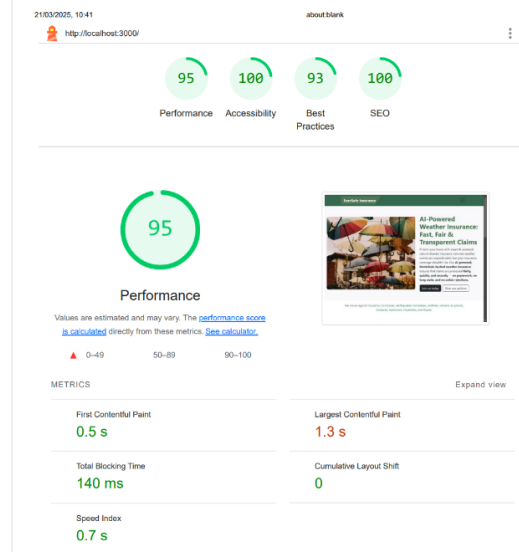 21/03/2025, 10:41
about:blank
http://localhost:3000/
95
100
93
100
Performance
Accessibility
Best
Practices
SEO
95
Performance
Values are estimated and may vary. The performance score
is calculated directly from these metrics. See calculator.
0–49
50–89
90–100
AI-Powered
Weather Insurance:
Fast, Fair &
Transparent Claims
METRICS
Expand view
First Contentful Paint
0.5 s
Largest Contentful Paint
1.3 s
Total Blocking Time
140 ms
Cumulative Layout Shift
0
Speed Index
0.7 s